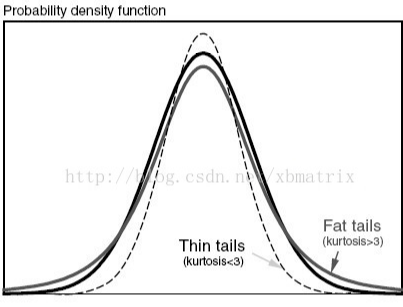 Probability density function
http://blog.csdn.net/xbmatrix
Fat tails
(kurtosis>3)
Thin tails
(kurtosis<3)